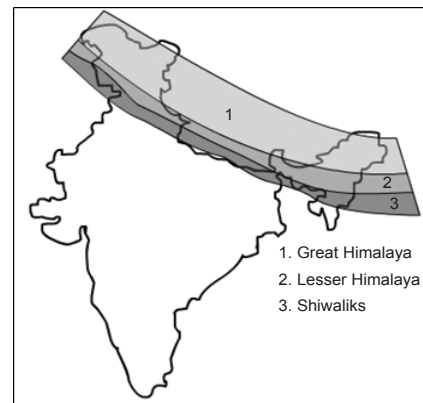 1
2
3
1. Great Himalaya
2. Lesser Himalaya
3. Shiwaliks